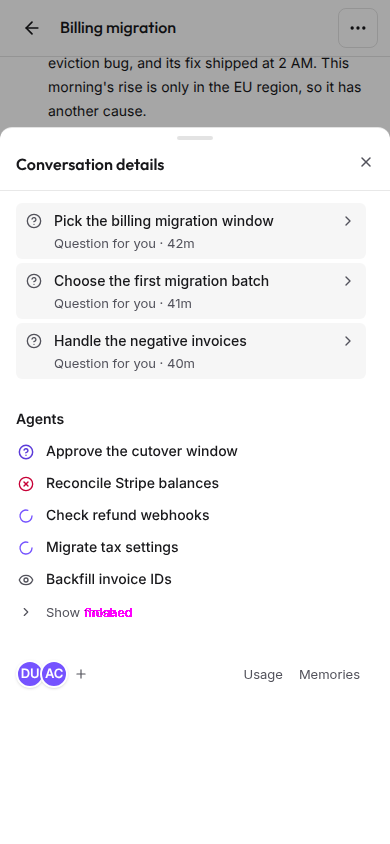 Billing migration
eviction bug, and its fix shipped at 2 AM. This
morning's rise is only in the EU region, so it has
another cause.
Conversation details
Pick the billing migration window
Question for you · 42m
Choose the first migration batch
Question for you · 41m
Handle the negative invoices
Question for you · 40m
Agents
Approve the cutover window
Reconcile Stripe balances
Check refund webhooks
Migrate tax settings
Backfill invoice IDs
Show
DU AC
Usage Memories